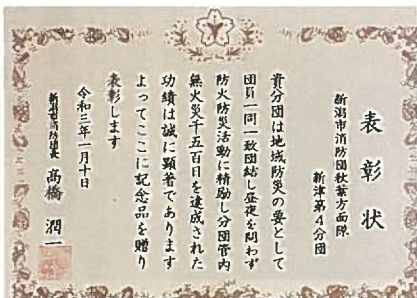 表彰状
新潟市消防団秋葉方面隊
新津第4分団
貴分団は地域防災の要として
団員一同一致団結し昼夜を問わず
防火防災活動に精励し分団管内
無火災千五百日を達成された
功績は誠に顕著であります
よってここに記念品を贈り
表彰します
令和三年一月十日
新潟市消防団長 髙橋 潤一